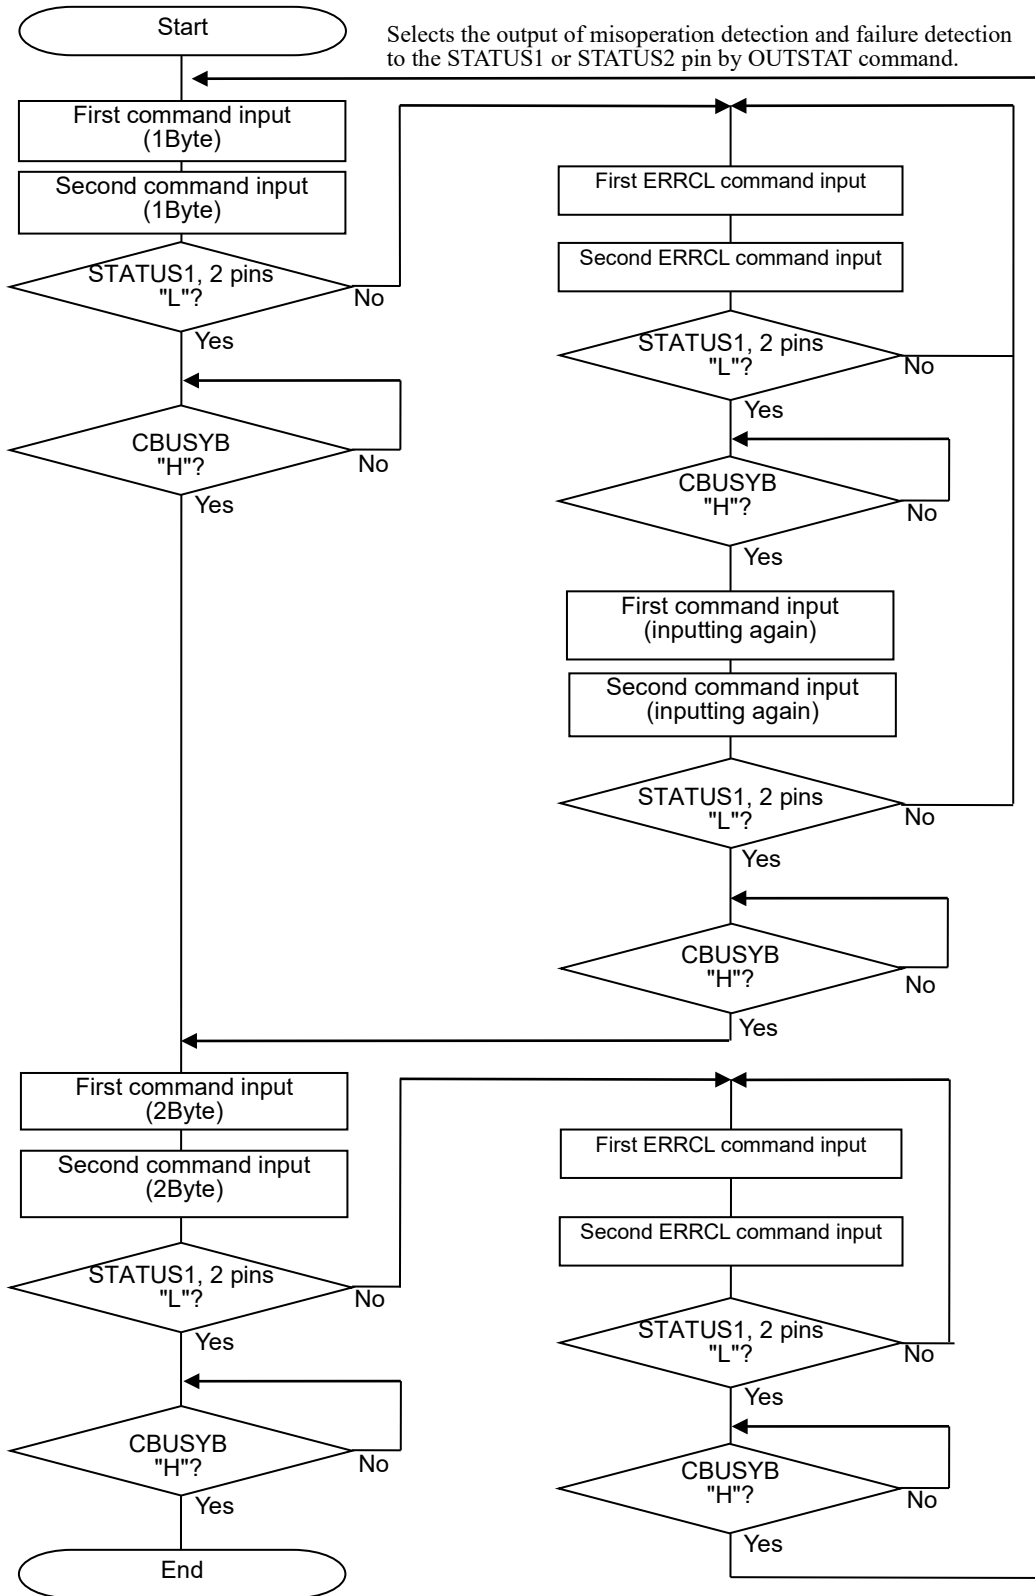 Start
Selects the output of misoperation detection and failure detection
to the STATUS1 or STATUS2 pin by OUTSTAT command.
First command input
(1Byte)
Second command input
(1Byte)
STATUS1, 2 pins
"L"?
No
Yes
CBUSYB
"H"?
No
Yes
First ERRCL command input
Second ERRCL command input
STATUS1, 2 pins
"L"?
No
Yes
CBUSYB
"H"?
No
Yes
First command input
(inputting again)
Second command input
(inputting again)
STATUS1, 2 pins
"L"?
No
Yes
CBUSYB
"H"?
No
Yes
First command input
(2Byte)
Second command input
(2Byte)
STATUS1, 2 pins
"L"?
No
Yes
CBUSYB
"H"?
No
Yes
End
First ERRCL command input
Second ERRCL command input
STATUS1, 2 pins
"L"?
No
Yes
CBUSYB
"H"?
No
Yes